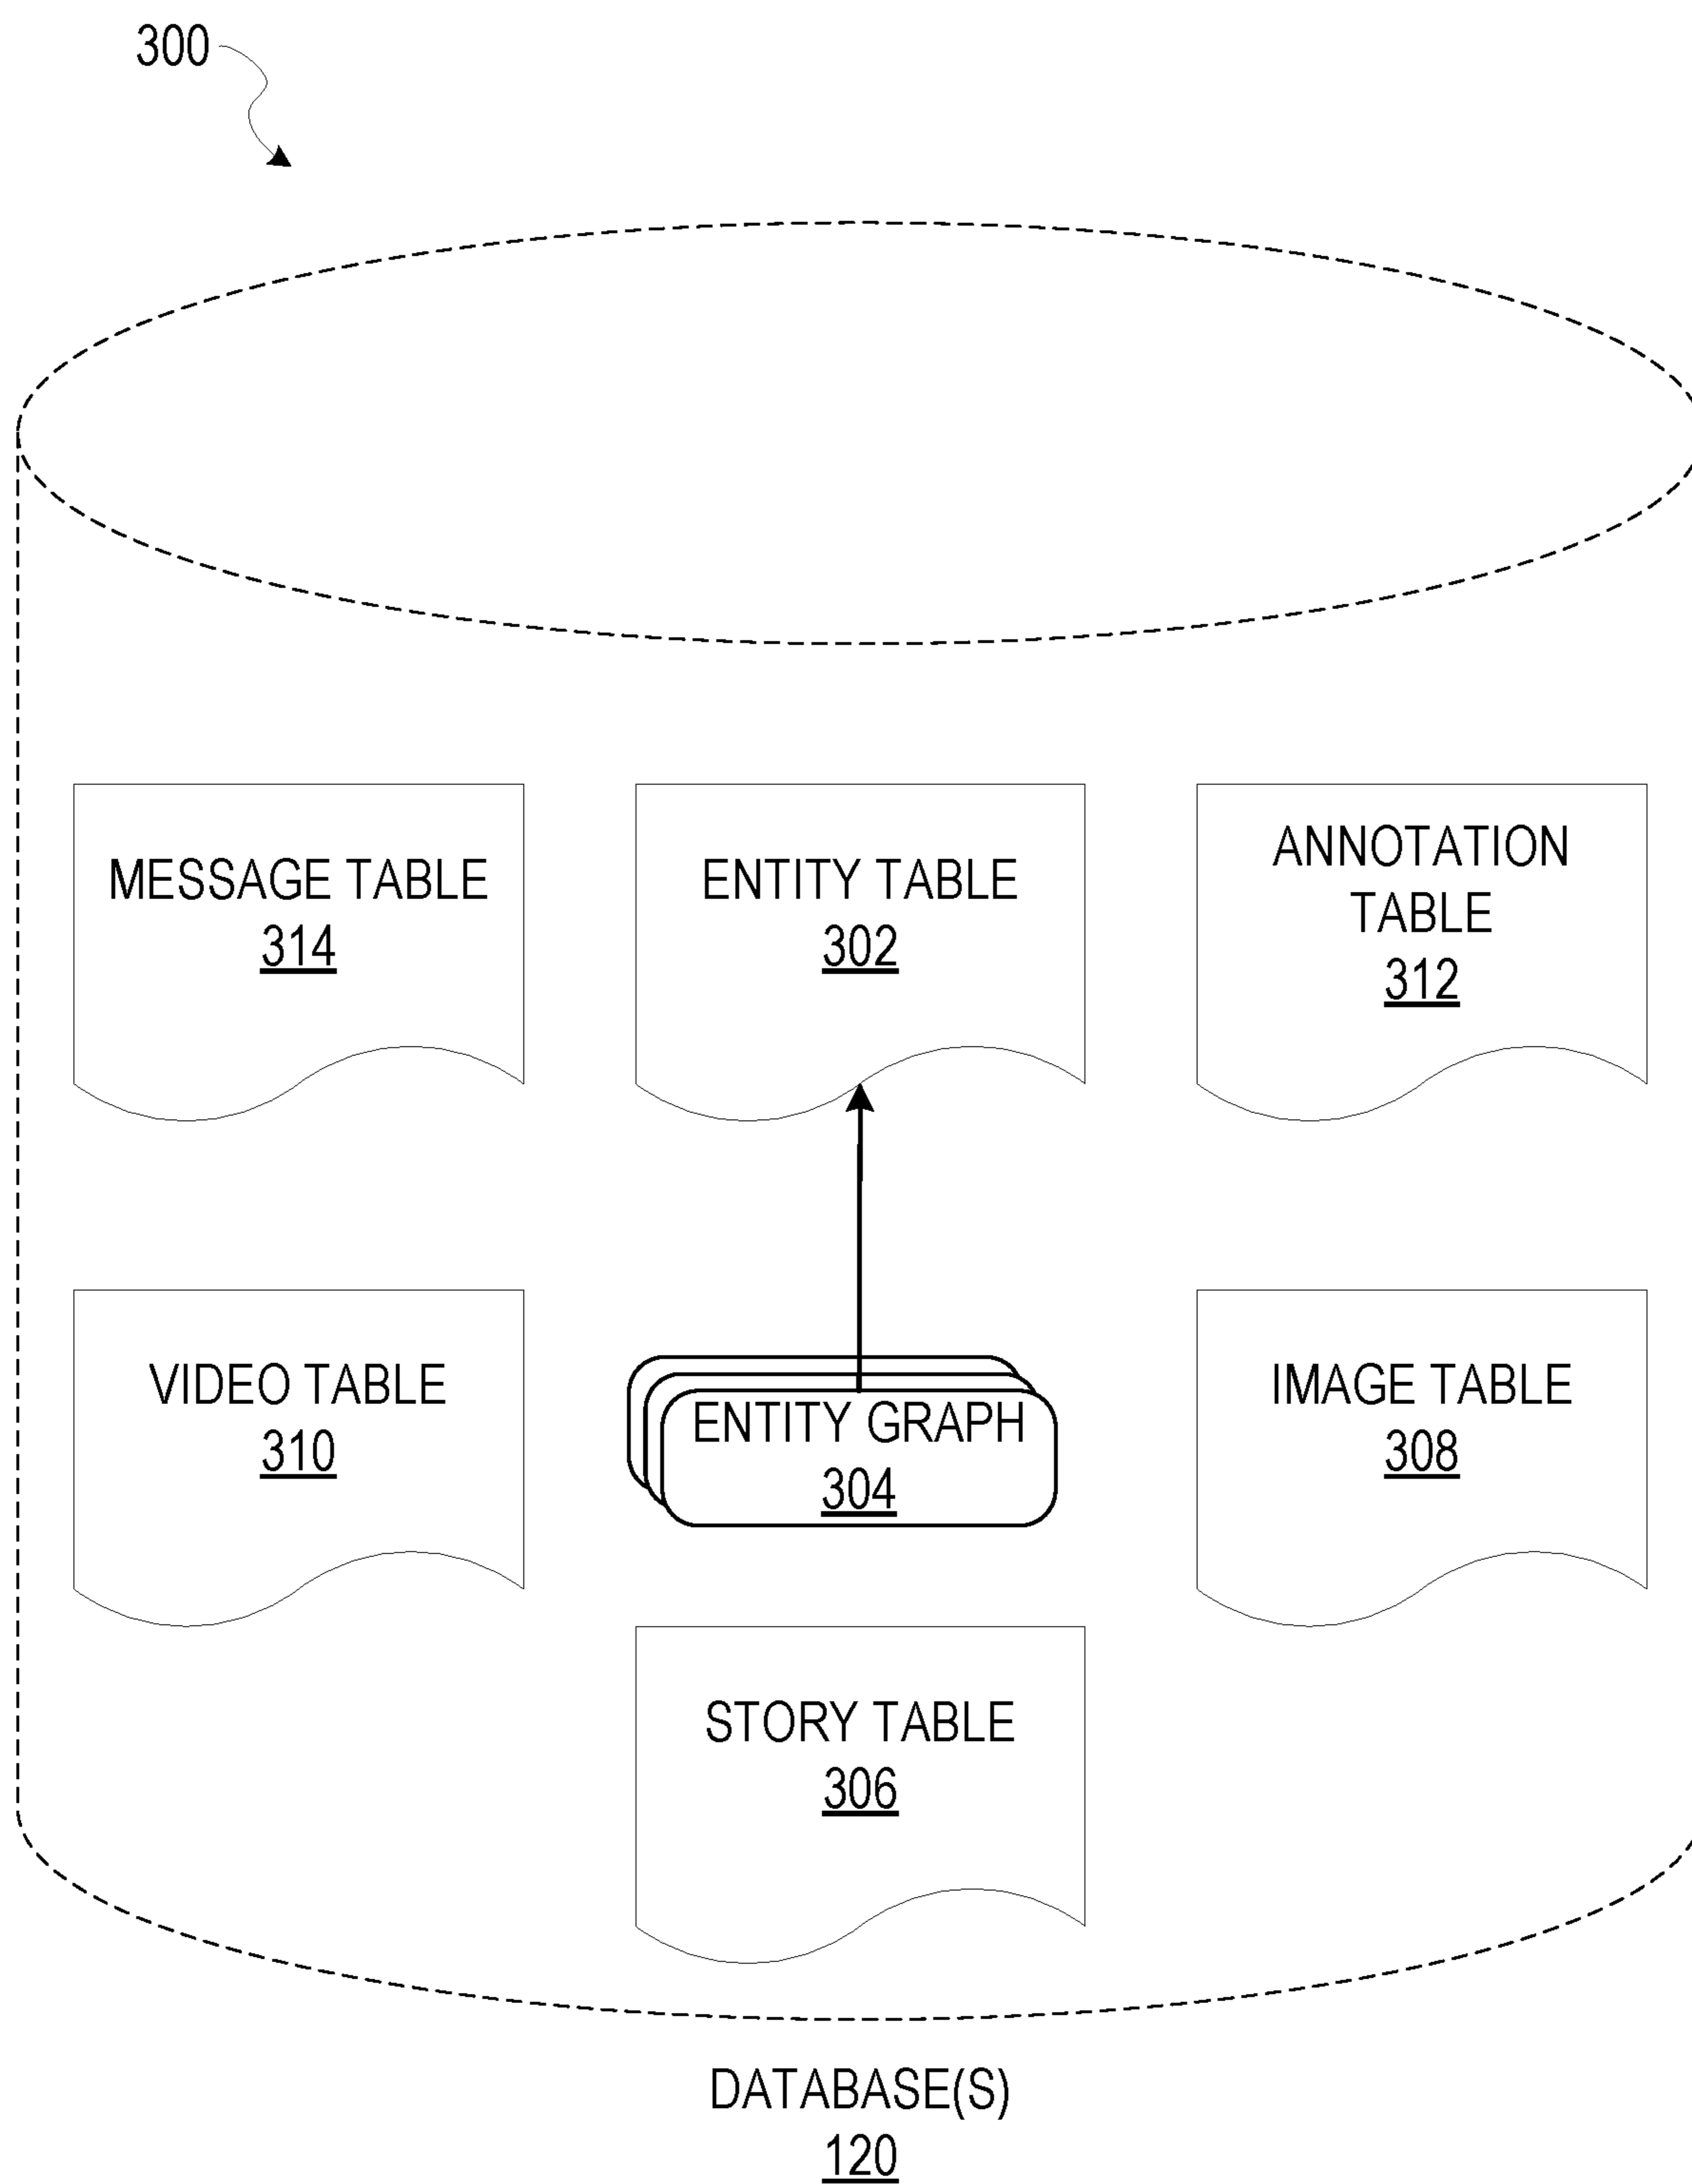 300
MESSAGE TABLE
314
ENTITY TABLE
302
ANNOTATION
TABLE
312
VIDEO TABLE
310
ENTITY GRAPH
304
IMAGE TABLE
308
STORY TABLE
306
DATABASE(S)
120